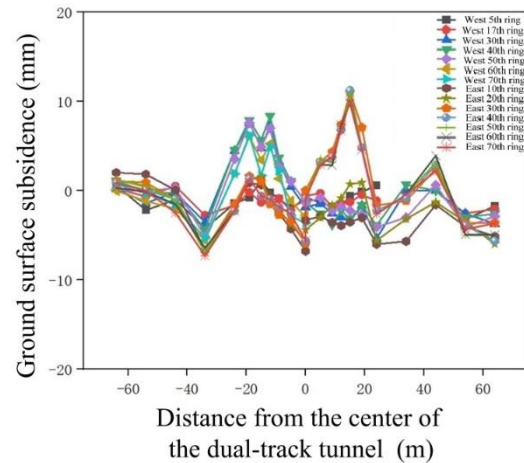 Ground surface subsidence (mm)
20
10
0
-10
-20
-60 -40 -20 0 19 40 60
West 5th ring
West 17th ring
West 30th ring
West 40th ring
West 50th ring
West 60th ring
West 70th ring
East 10th ring
East 20th ring
East 30th ring
East 40th ring
East 50th ring
East 60th ring
East 70th ring
Distance from the center of
the dual-track tunnel (m)